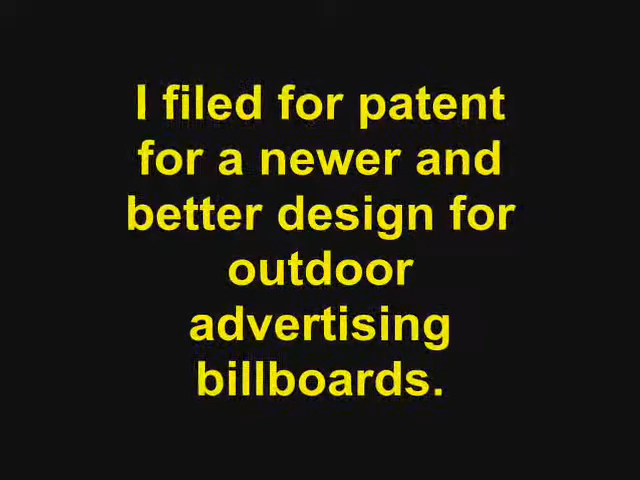 I filed for patent
for a newer and
better design for
outdoor
advertising
billboards.